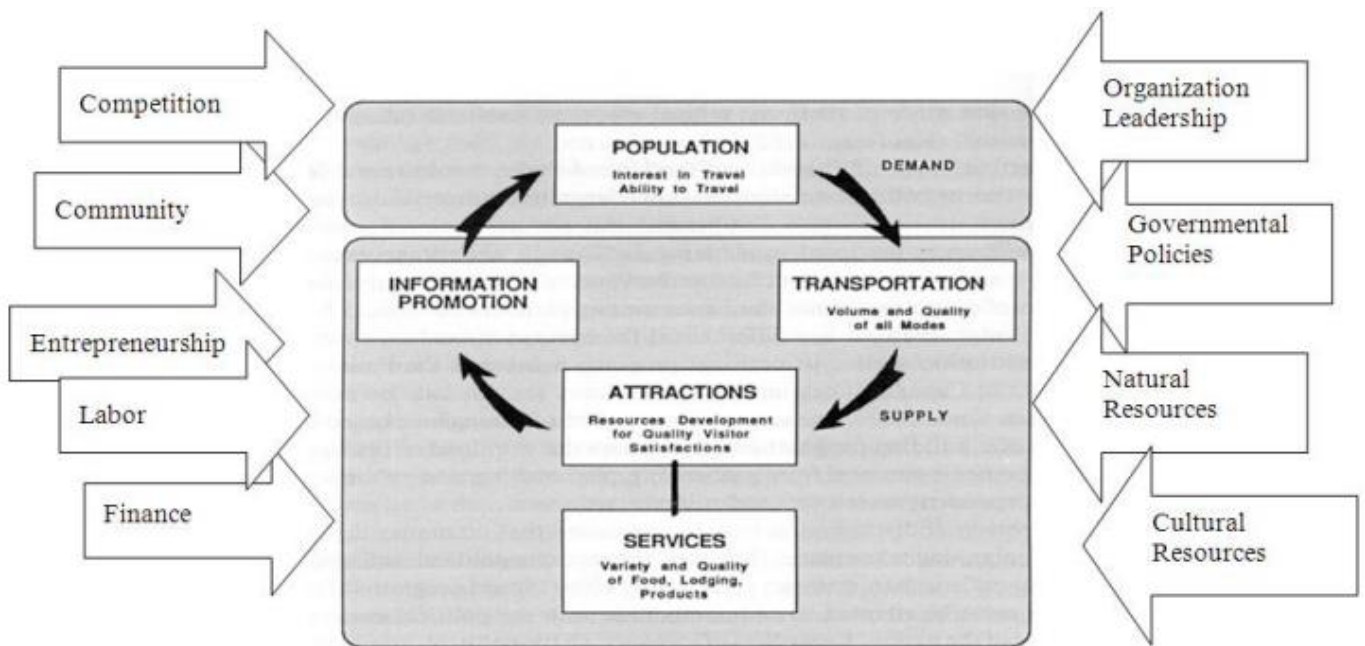 Competition
Community
Entrepreneurship
Labor
Finance
POPULATION
Interest in Travel
Ability to Travel
DEMAND
INFORMATION
PROMOTION
TRANSPORTATION
Volume and Quality
of all Modes
ATTRACTIONS
Resources Development
for Quality Visitor
Satisfactions
SUPPLY
SERVICES
Variety and Quality
of Food, Lodging,
Products
Organization
Leadership
Governmental
Policies
Natural
Resources
Cultural
Resources